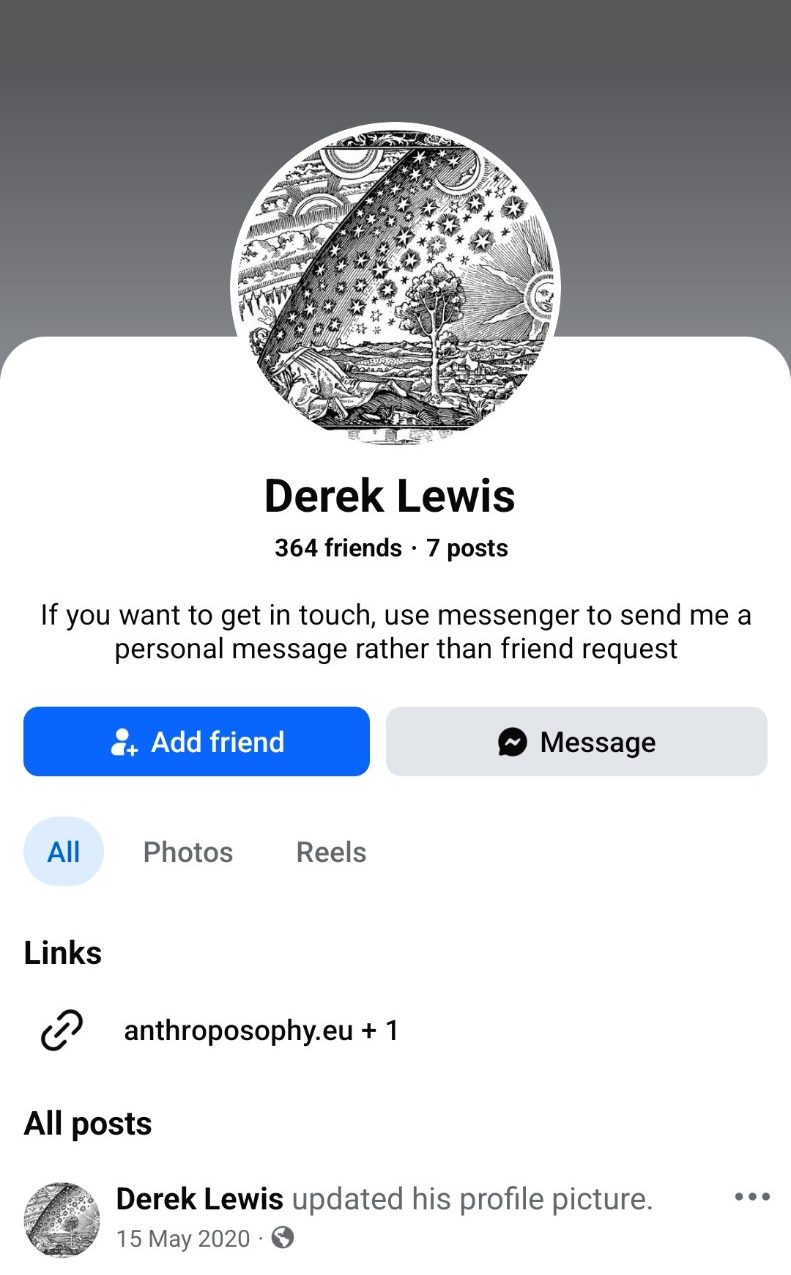 Derek Lewis
364 friends · 7 posts
If you want to get in touch, use messenger to send me a
personal message rather than friend request
Add friend
Message
All
Photos
Reels
Links
anthroposophy.eu + 1
All posts
Derek Lewis updated his profile picture.
15 May 2020 ·